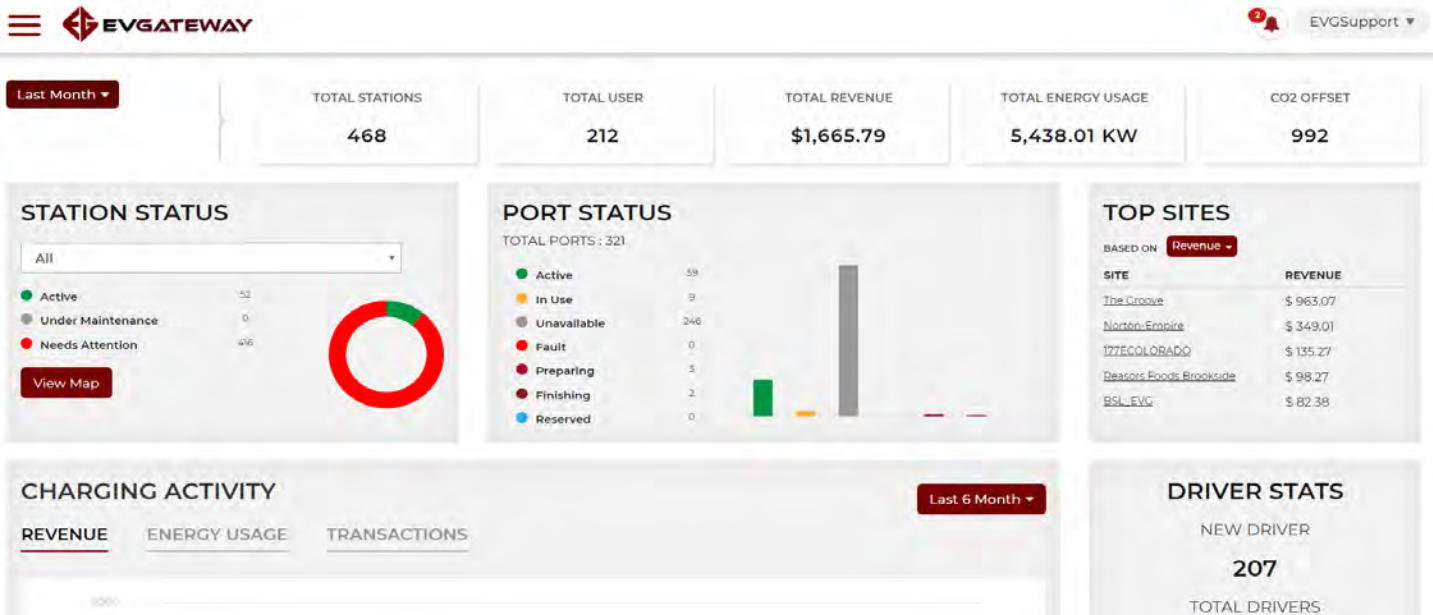 EVGATEWAY
2
EVGSupport ▼
Last Month
TOTAL STATIONS
468
TOTAL USER
212
TOTAL REVENUE
$1,665.79
TOTAL ENERGY USAGE
5,438.01 KW
CO2 OFFSET
992
STATION STATUS
All
Active 52
Under Maintenance 0
Needs Attention 416
View Map
PORT STATUS
TOTAL PORTS : 321
Active 59
In Use 9
Unavailable 246
Fault 0
Preparing 3
Finishing 2
Reserved 0
TOP SITES
BASED ON Revenue
SITE REVENUE
The Groove $ 963.07
Norton-Empire $ 349.01
177ECOLORADO $ 135.27
Reasors Foods Brookside $ 98.27
BSL_EVG $ 82.38
CHARGING ACTIVITY
Last 6 Month
REVENUE ENERGY USAGE TRANSACTIONS
DRIVER STATS
NEW DRIVER
207
TOTAL DRIVERS